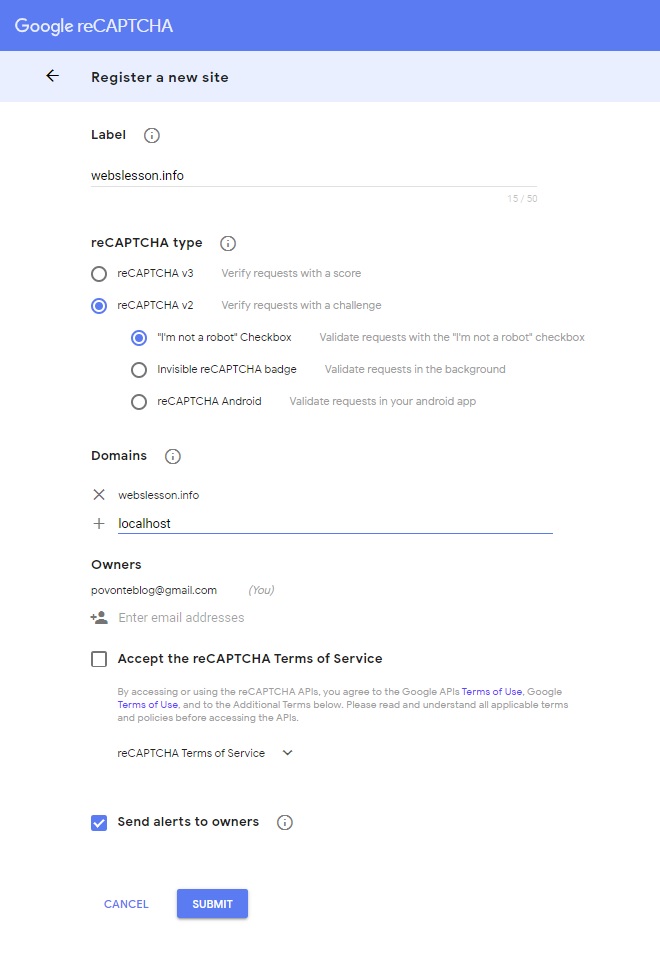 Google reCAPTCHA
Register a new site
Label
webslesson.info
15 / 50
reCAPTCHA type
reCAPTCHA v3 Verify requests with a score
reCAPTCHA v2 Verify requests with a challenge
"I'm not a robot" Checkbox Validate requests with the "I'm not a robot" checkbox
Invisible reCAPTCHA badge Validate requests in the background
reCAPTCHA Android Validate requests in your android app
Domains
webslesson.info
localhost
Owners
povonteblog@gmail.com (You)
Enter email addresses
Accept the reCAPTCHA Terms of Service
By accessing or using the reCAPTCHA APIs, you agree to the Google APIs Terms of Use, Google
Terms of Use, and to the Additional Terms below. Please read and understand all applicable terms
and policies before accessing the APIs.
reCAPTCHA Terms of Service
Send alerts to owners
CANCEL SUBMIT